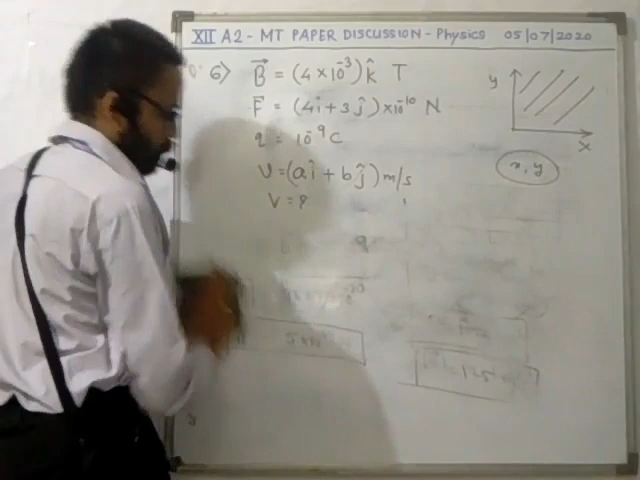 XII A2 - MT PAPER DISCUSSION - Physics 05/07/2020
6> B⃗ = (4×10⁻³)k̂ T
F⃗ = (4î + 3ĵ)×10⁻¹⁰ N
q = 10⁻⁹ C
V = (aî + bĵ) m/s
V = ?
y
x
x, y